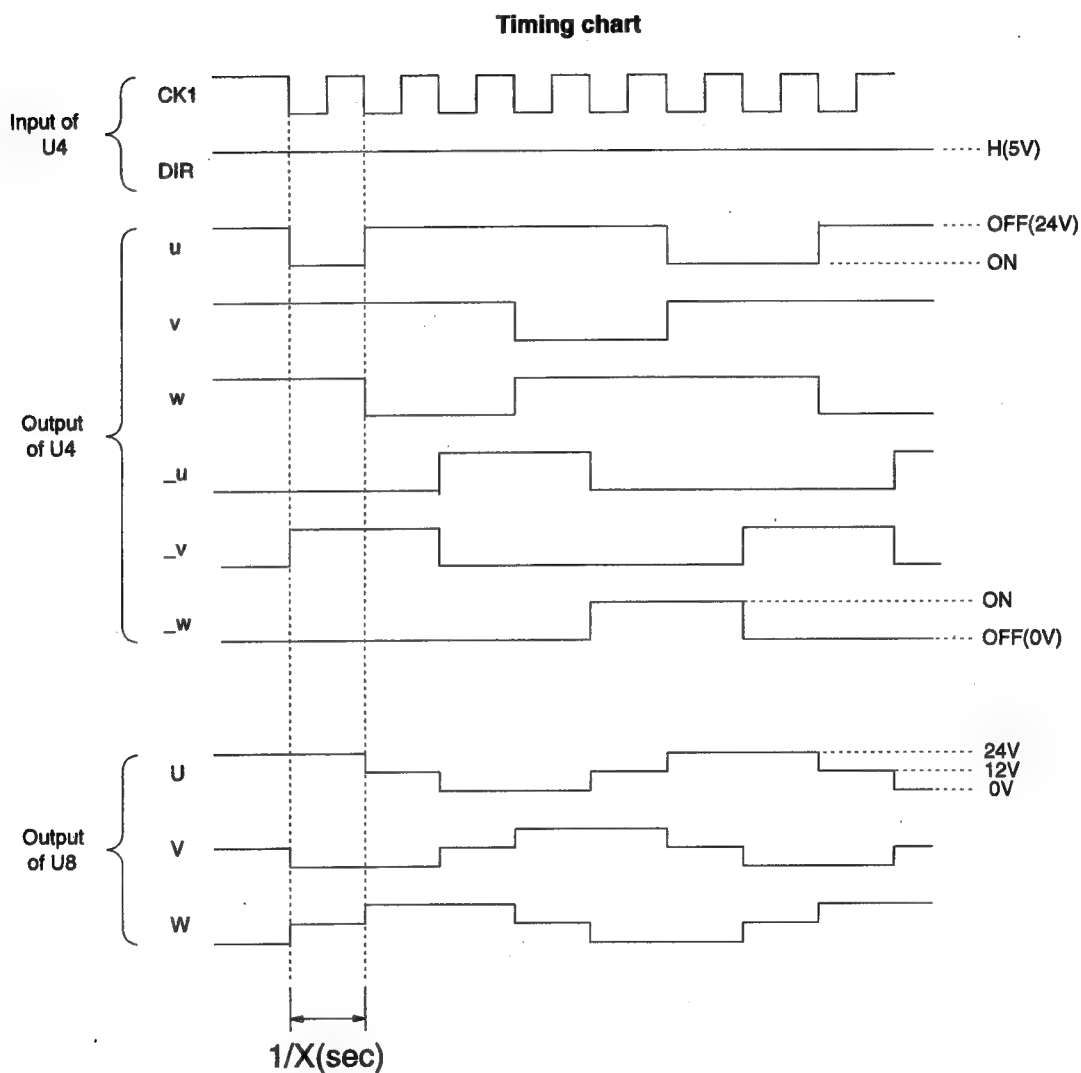 Timing chart
CK1
Input of
U4
DIR
H(5V)
u
OFF(24V)
ON
v
w
Output
of U4
_u
_v
_w
ON
OFF(0V)
U
24V
12V
0V
Output
of U8
V
W
1/X(sec)